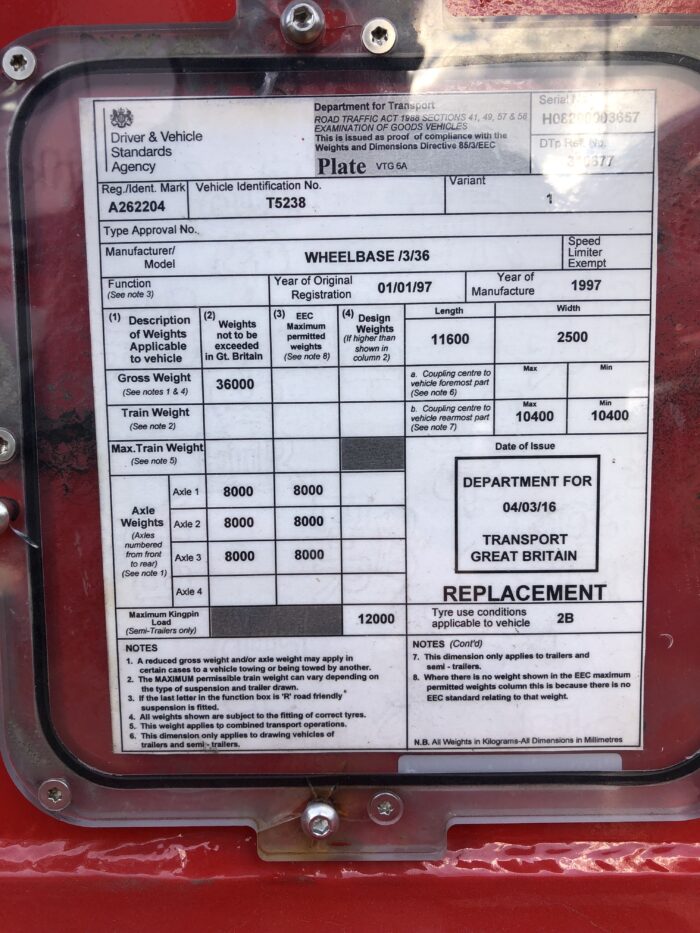 Driver & Vehicle
Standards
Agency
Department for Transport
ROAD TRAFFIC ACT 1988 SECTIONS 41, 49, 57 & 58
EXAMINATION OF GOODS VEHICLES
This is issued as proof of compliance with the
Weights and Dimensions Directive 85/3/EEC
Plate VTG 6A
Serial
DTp Ref. No.
Reg./Ident. Mark
A262204
Vehicle Identification No.
T5238
Variant
1
Type Approval No.
Manufacturer/
Model
WHEELBASE /3/36
Speed
Limiter
Exempt
Function
(See note 3)
Year of Original
Registration
01/01/97
Year of
Manufacture
1997
(1) Description
of Weights
Applicable
to vehicle
(2) Weights
not to be
exceeded
in Gt. Britain
(3) EEC
Maximum
permitted
weights
(See note 8)
(4) Design
Weights
(If higher than
shown in
column 2)
Length
11600
Width
2500
Gross Weight
(See notes 1 & 4)
36000
a. Coupling centre to
vehicle foremost part
(See note 6)
Max
Min
Train Weight
(See note 2)
b. Coupling centre to
vehicle rearmost part
(See note 7)
Max
10400
Min
10400
Max.Train Weight
(See note 5)
Axle
Weights
(Axles
numbered
from front
to rear)
(See note 1)
Axle 1 8000 8000
Axle 2 8000 8000
Axle 3 8000 8000
Axle 4
Date of Issue
DEPARTMENT FOR
04/03/16
TRANSPORT
GREAT BRITAIN
REPLACEMENT
Maximum Kingpin
Load
(Semi-Trailers only)
12000
Tyre use conditions
applicable to vehicle
2B
NOTES
1. A reduced gross weight and/or axle weight may apply in
certain cases to a vehicle towing or being towed by another.
2. The MAXIMUM permissible train weight can vary depending on
the type of suspension and trailer drawn.
3. If the last letter in the function box is 'R' road friendly
suspension is fitted.
4. All weights shown are subject to the fitting of correct tyres.
5. This weight applies to combined transport operations.
6. This dimension only applies to drawing vehicles of
trailers and semi - trailers.
NOTES (Cont'd)
7. This dimension only applies to trailers and
semi - trailers.
8. Where there is no weight shown in the EEC maximum
permitted weights column this is because there is no
EEC standard relating to that weight.
N.B. All Weights in Kilograms-All Dimensions in Millimetres